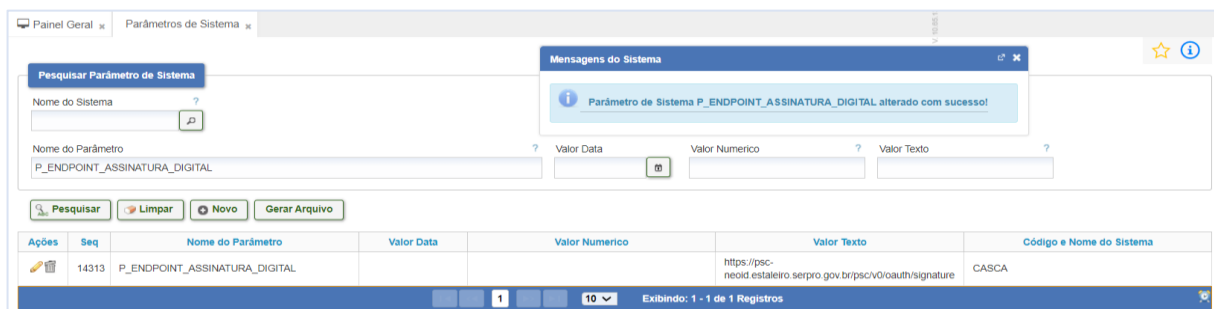 Painel Geral
Parâmetros de Sistema
Mensagens do Sistema
Parâmetro de Sistema P_ENDPOINT_ASSINATURA_DIGITAL alterado com sucesso!
Pesquisar Parâmetro de Sistema
Nome do Sistema ?
Nome do Parâmetro ? Valor Data Valor Numerico ? Valor Texto ?
P_ENDPOINT_ASSINATURA_DIGITAL
Pesquisar Limpar Novo Gerar Arquivo
Ações Seq Nome do Parâmetro Valor Data Valor Numerico Valor Texto Código e Nome do Sistema
14313 P_ENDPOINT_ASSINATURA_DIGITAL https://psc-
neoid.estaleiro.serpro.gov.br/psc/v0/oauth/signature CASCA
1 10 Exibindo: 1 - 1 de 1 Registros